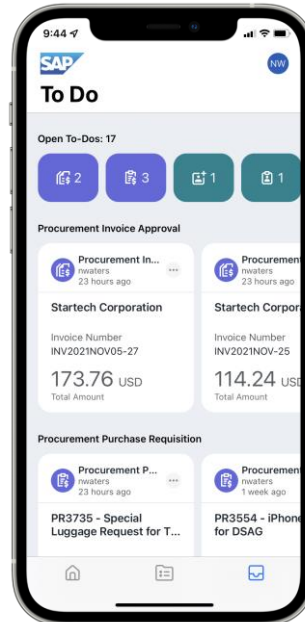 9:44
SAP
NW
To Do
Open To-Dos: 17
2
3
1
1
Procurement Invoice Approval
Procurement In...
nwaters
23 hours ago
Startech Corporation
Invoice Number
INV2021NOV05-27
173.76 USD
Total Amount
Procurement
nwaters
23 hours ago
Startech Corpor
Invoice Number
INV2021NOV-25
114.24 USD
Total Amount
Procurement Purchase Requisition
Procurement P...
nwaters
23 hours ago
PR3735 - Special
Luggage Request for T...
Procurement
nwaters
1 week ago
PR3554 - iPhone
for DSAG